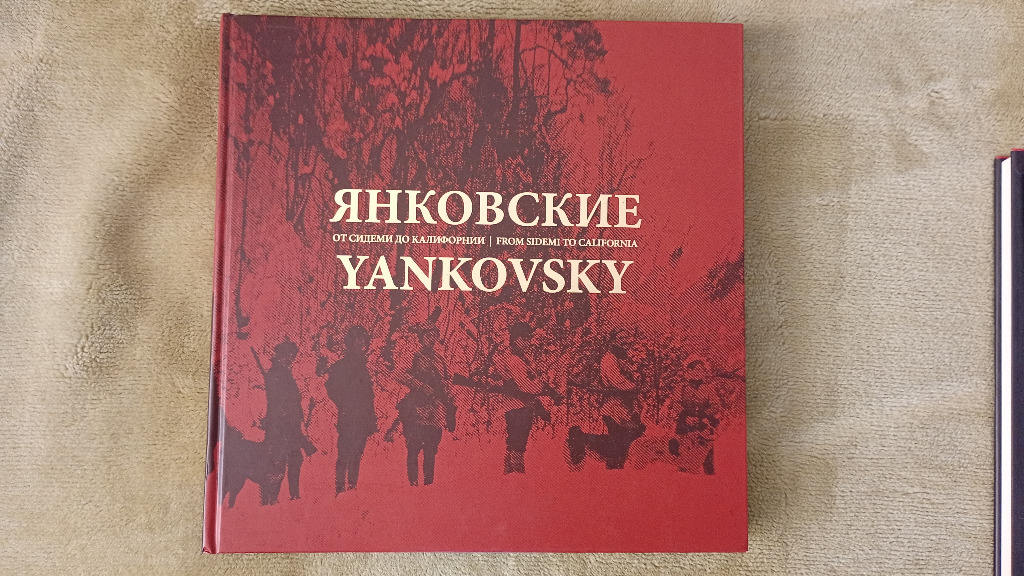 ЯНКОВСКИЕ
ОТ СИДЕМИ ДО КАЛИФОРНИИ | FROM SIDEMI TO CALIFORNIA
YANKOVSKY